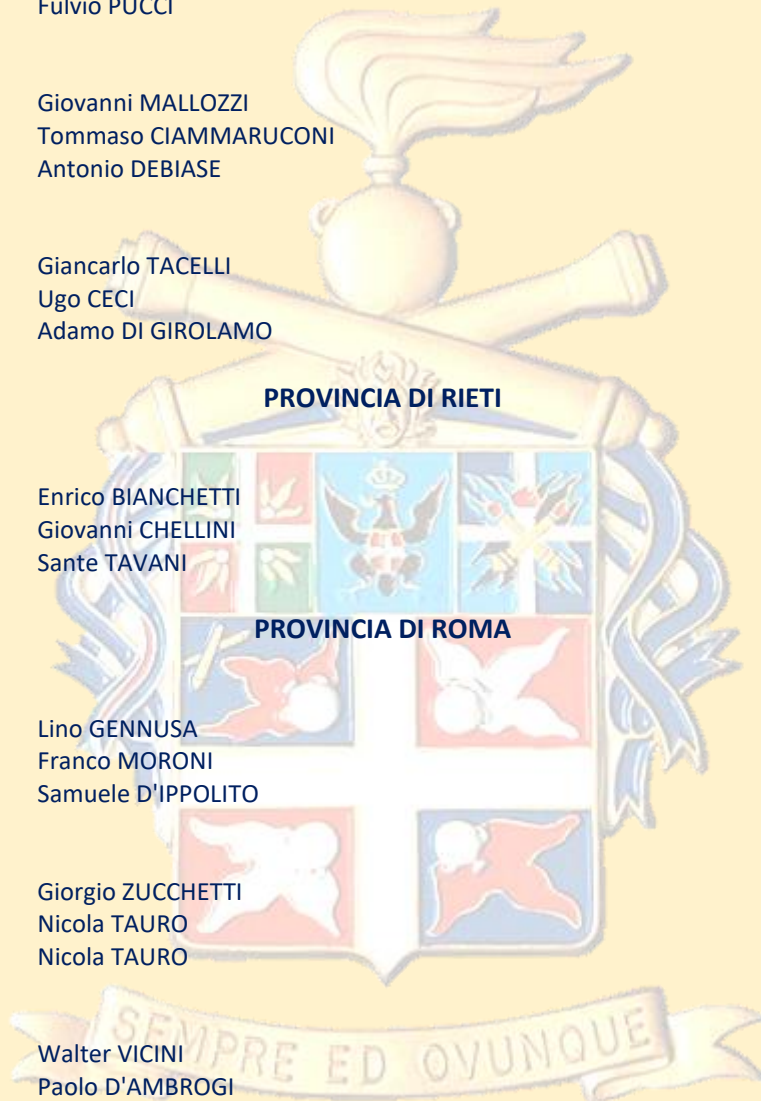 Fulvio PUCCI
Giovanni MALLOZZI
Tommaso CIAMMARUCONI
Antonio DEBIASE
Giancarlo TACELLI
Ugo CECI
Adamo DI GIROLAMO
PROVINCIA DI RIETI
Enrico BIANCHETTI
Giovanni CHELLINI
Sante TAVANI
PROVINCIA DI ROMA
Lino GENNUSA
Franco MORONI
Samuele D'IPPOLITO
Giorgio ZUCCHETTI
Nicola TAURO
Nicola TAURO
SEMPRE ED OVUNQUE
Walter VICINI
Paolo D'AMBROGI